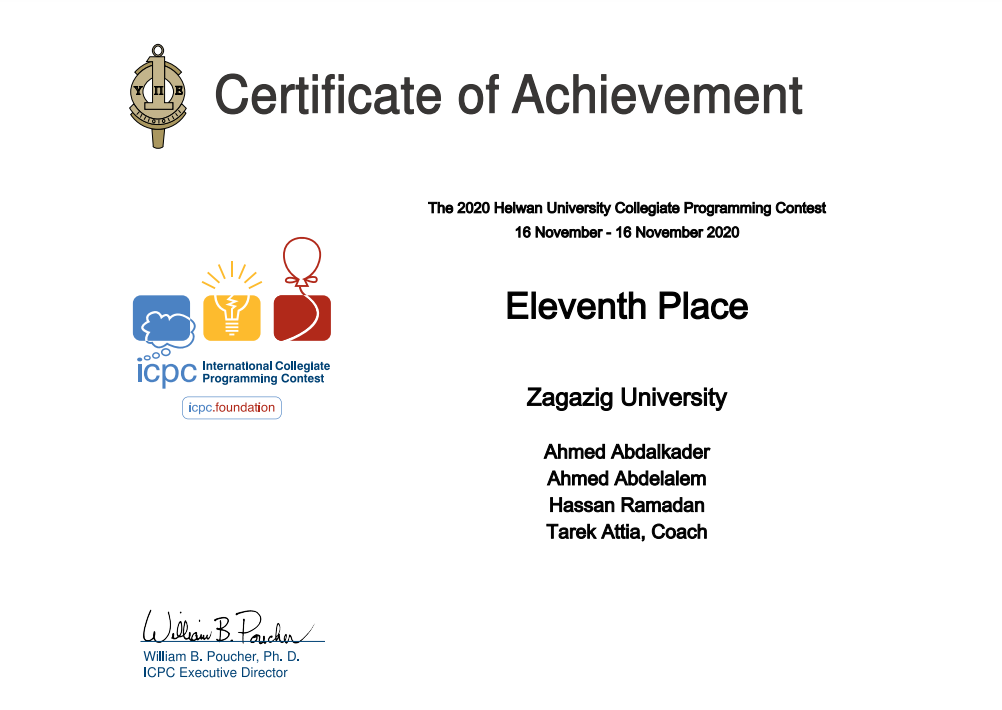 Υ Π Ε
Certificate of Achievement
The 2020 Helwan University Collegiate Programming Contest
16 November - 16 November 2020
Eleventh Place
icpc International Collegiate
Programming Contest
icpc.foundation
Zagazig University
Ahmed Abdalkader
Ahmed Abdelalem
Hassan Ramadan
Tarek Attia, Coach
William B. Poucher
William B. Poucher, Ph. D.
ICPC Executive Director